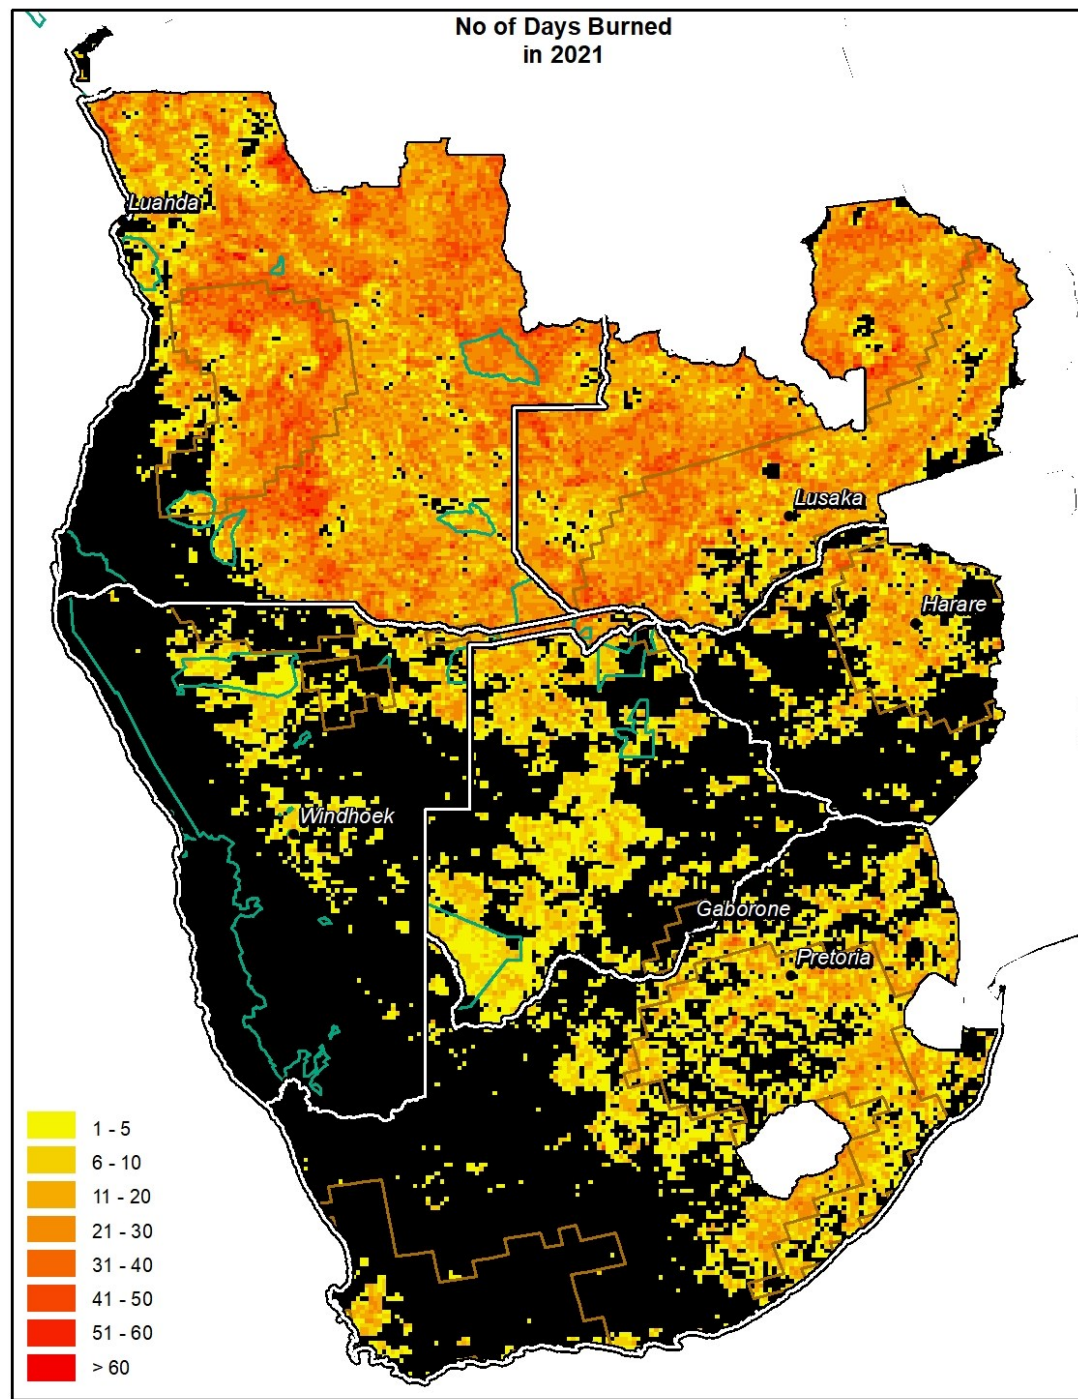 No of Days Burned
in 2021
Luanda
Lusaka
Harare
Windhoek
Gaborone
Pretoria
1 - 5
6 - 10
11 - 20
21 - 30
31 - 40
41 - 50
51 - 60
> 60